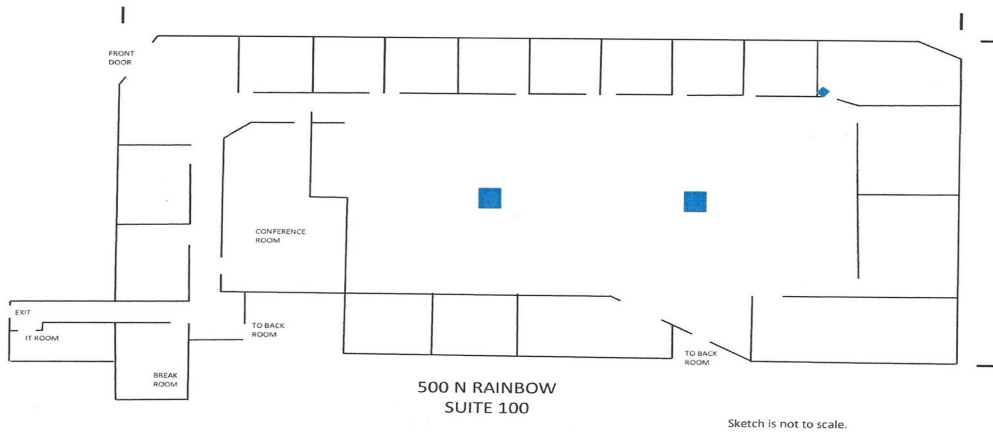 FRONT
DOOR
CONFERENCE
ROOM
EXIT
IT ROOM
TO BACK
ROOM
TO BACK
ROOM
BREAK
ROOM
500 N RAINBOW
SUITE 100
Sketch is not to scale.